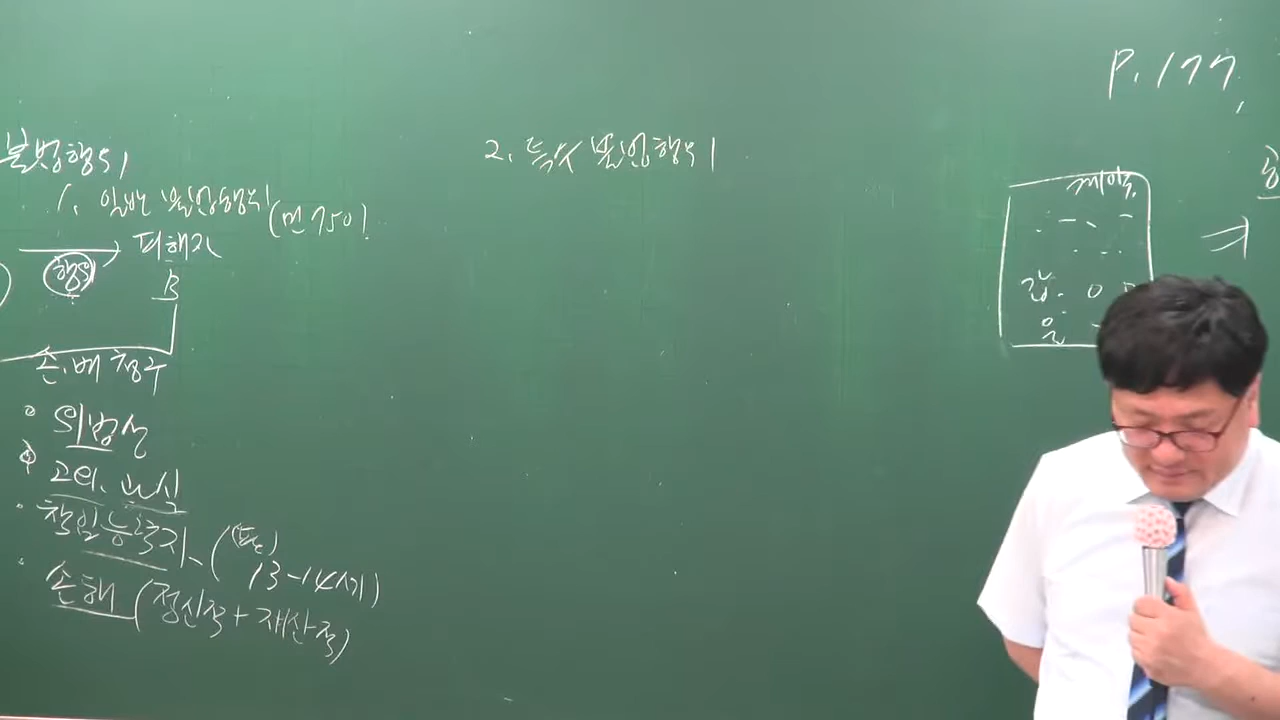 P. 177
불법행위
1. 일반 불법행위 (민 750)
피해자
행위
B
손.배 청구
위법성
고의. 과실
책임능력자 (
13-14세)
손해 (정신적 + 재산적)
2. 특수 불법행위
계약
갑.
을
⇒